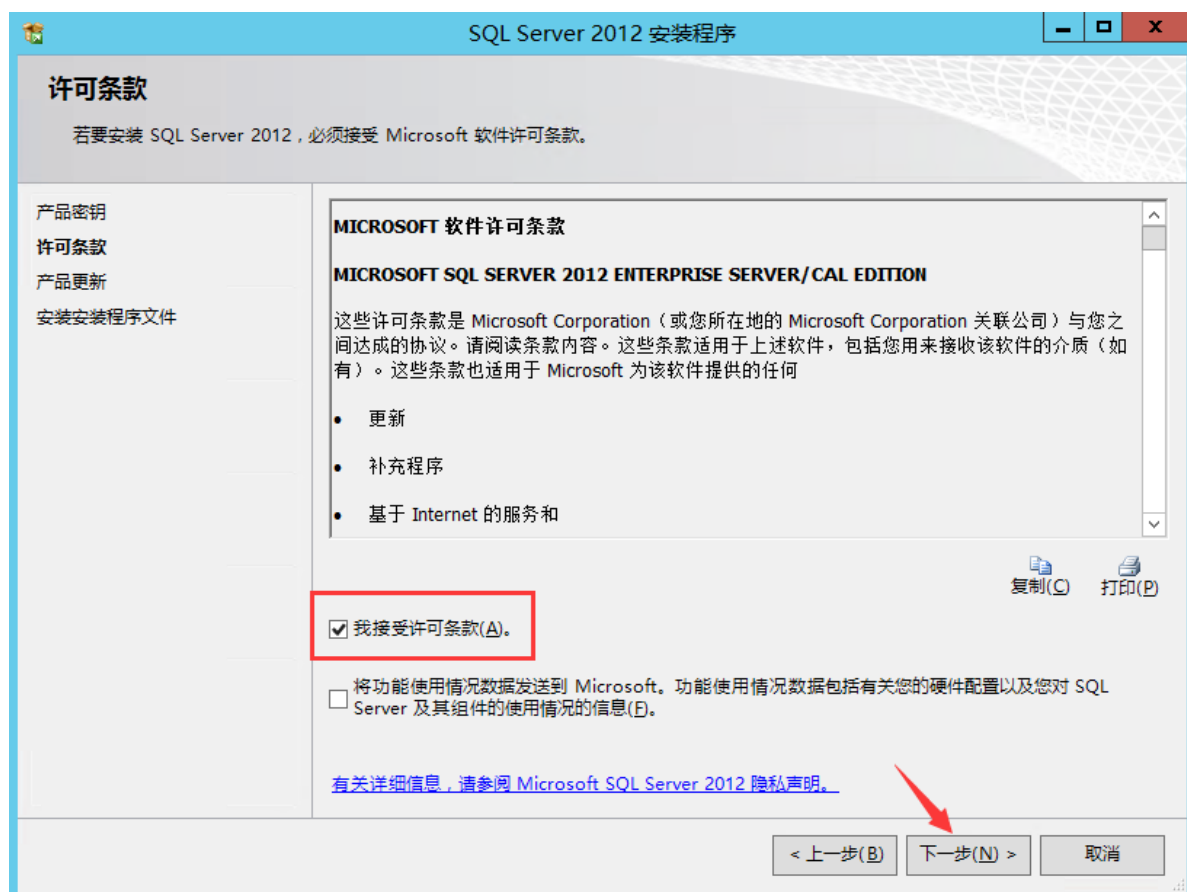 SQL Server 2012 安装程序
许可条款
若要安装 SQL Server 2012，必须接受 Microsoft 软件许可条款。
产品密钥
许可条款
产品更新
安装安装程序文件
MICROSOFT 软件许可条款
MICROSOFT SQL SERVER 2012 ENTERPRISE SERVER/CAL EDITION
这些许可条款是 Microsoft Corporation（或您所在地的 Microsoft Corporation 关联公司）与您之
间达成的协议。请阅读条款内容。这些条款适用于上述软件，包括您用来接收该软件的介质（如
有）。这些条款也适用于 Microsoft 为该软件提供的任何
• 更新
• 补充程序
• 基于 Internet 的服务和
复制(C) 打印(P)
我接受许可条款(A)。
将功能使用情况数据发送到 Microsoft。功能使用情况数据包括有关您的硬件配置以及您对 SQL
Server 及其组件的使用情况的信息(F)。
有关详细信息，请参阅 Microsoft SQL Server 2012 隐私声明。
< 上一步(B) 下一步(N) > 取消